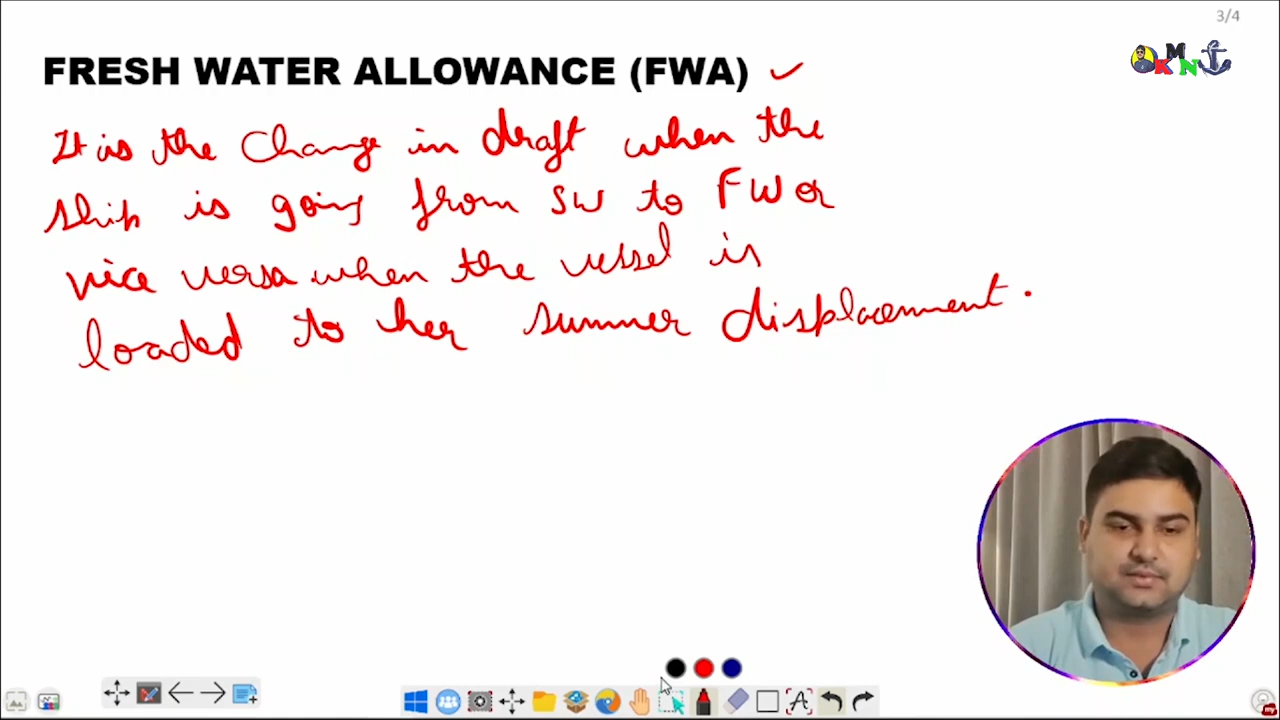 3/4
FRESH WATER ALLOWANCE (FWA)
MKN
It is the change in draft when the
ship is going from SW to FW or
vice versa when the vessel is
loaded to her summer displacement.